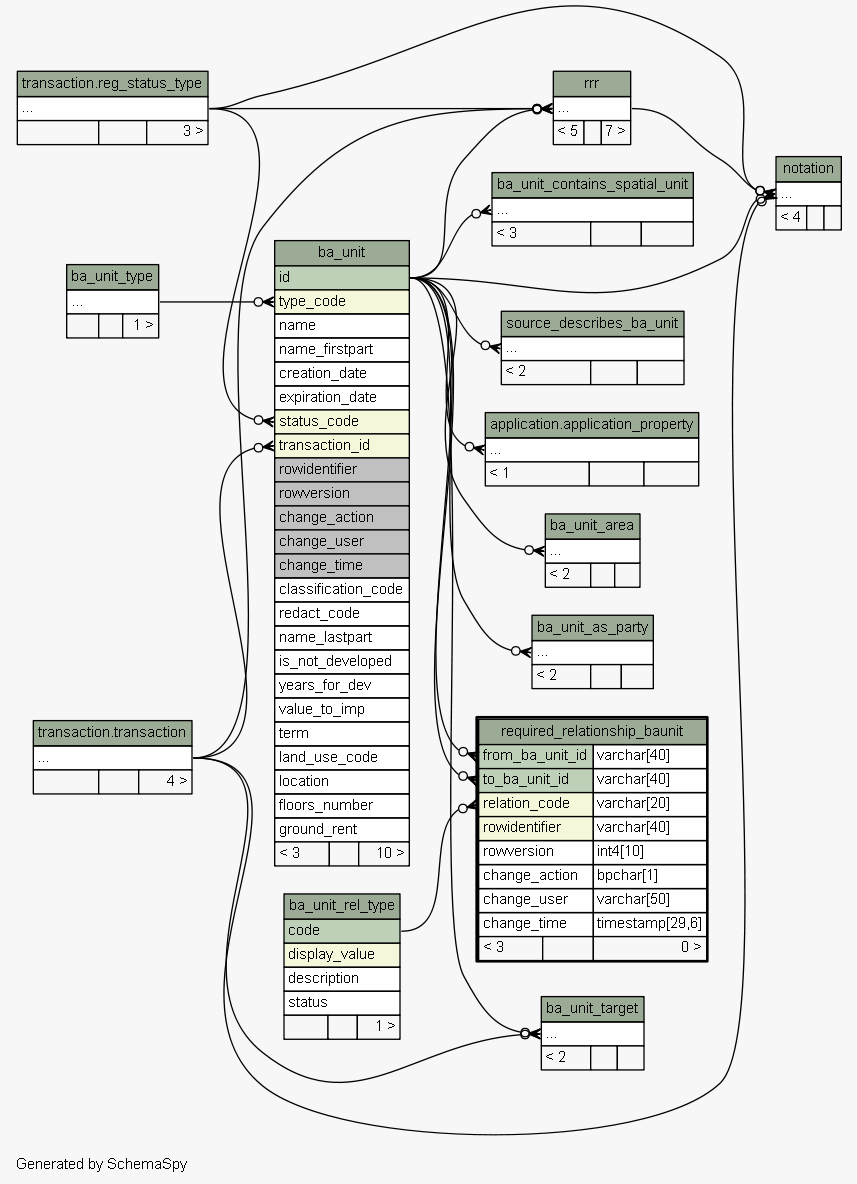 transaction.reg_status_type
...
3 >
rrr
...
< 5 7 >
notation
...
< 4
ba_unit_contains_spatial_unit
...
< 3
ba_unit_type
...
1 >
ba_unit
id
type_code
name
name_firstpart
creation_date
expiration_date
status_code
transaction_id
rowidentifier
rowversion
change_action
change_user
change_time
classification_code
redact_code
name_lastpart
is_not_developed
years_for_dev
value_to_imp
term
land_use_code
location
floors_number
ground_rent
< 3 10 >
source_describes_ba_unit
...
< 2
application.application_property
...
< 1
ba_unit_area
...
< 2
ba_unit_as_party
...
< 2
transaction.transaction
...
4 >
required_relationship_baunit
from_ba_unit_id varchar[40]
to_ba_unit_id varchar[40]
relation_code varchar[20]
rowidentifier varchar[40]
rowversion int4[10]
change_action bpchar[1]
change_user varchar[50]
change_time timestamp[29,6]
< 3 0 >
ba_unit_rel_type
code
display_value
description
status
1 >
ba_unit_target
...
< 2
Generated by SchemaSpy